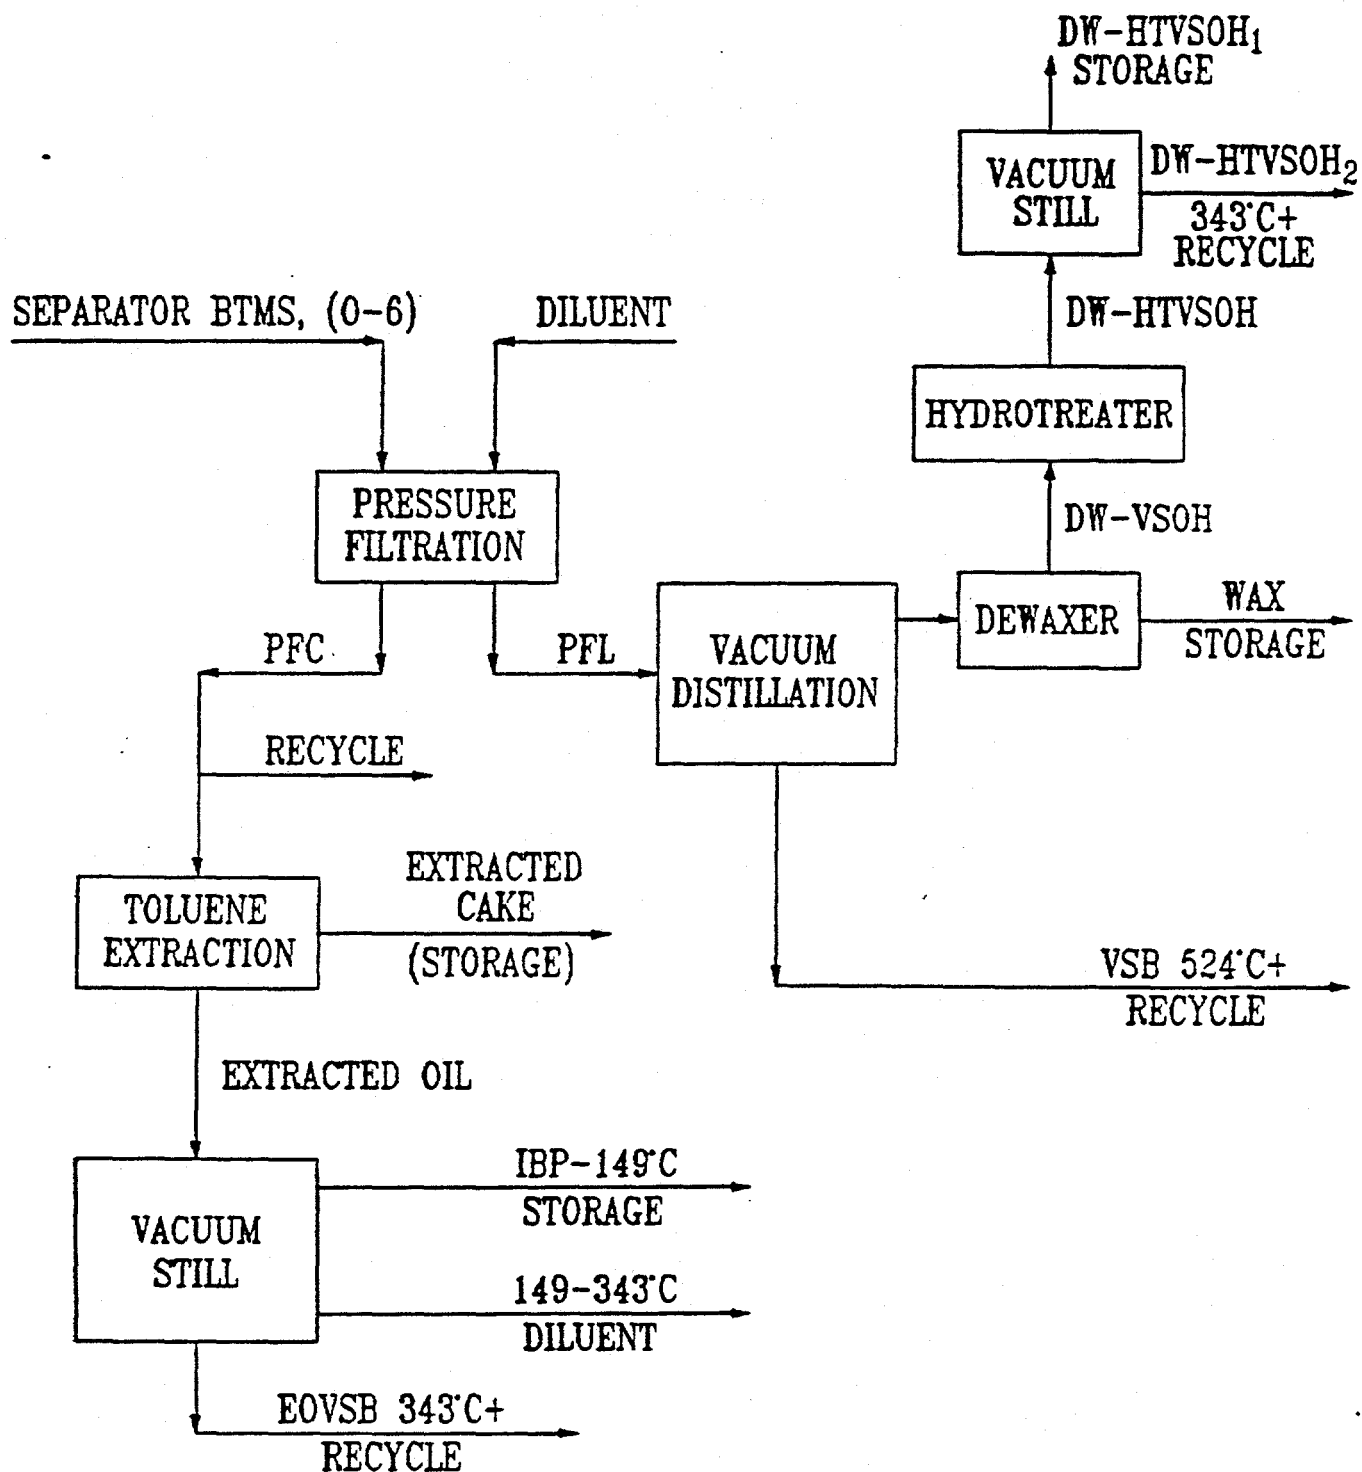 DW-HTVSOH₁
STORAGE
VACUUM
STILL
DW-HTVSOH₂
343°C+
RECYCLE
SEPARATOR BTMS, (0-6)
DILUENT
DW-HTVSOH
HYDROTREATER
PRESSURE
FILTRATION
DW-VSOH
DEWAXER
WAX
STORAGE
PFC
PFL
VACUUM
DISTILLATION
RECYCLE
TOLUENE
EXTRACTION
EXTRACTED
CAKE
(STORAGE)
VSB 524°C+
RECYCLE
EXTRACTED OIL
VACUUM
STILL
IBP-149°C
STORAGE
149-343°C
DILUENT
EOVSB 343°C+
RECYCLE